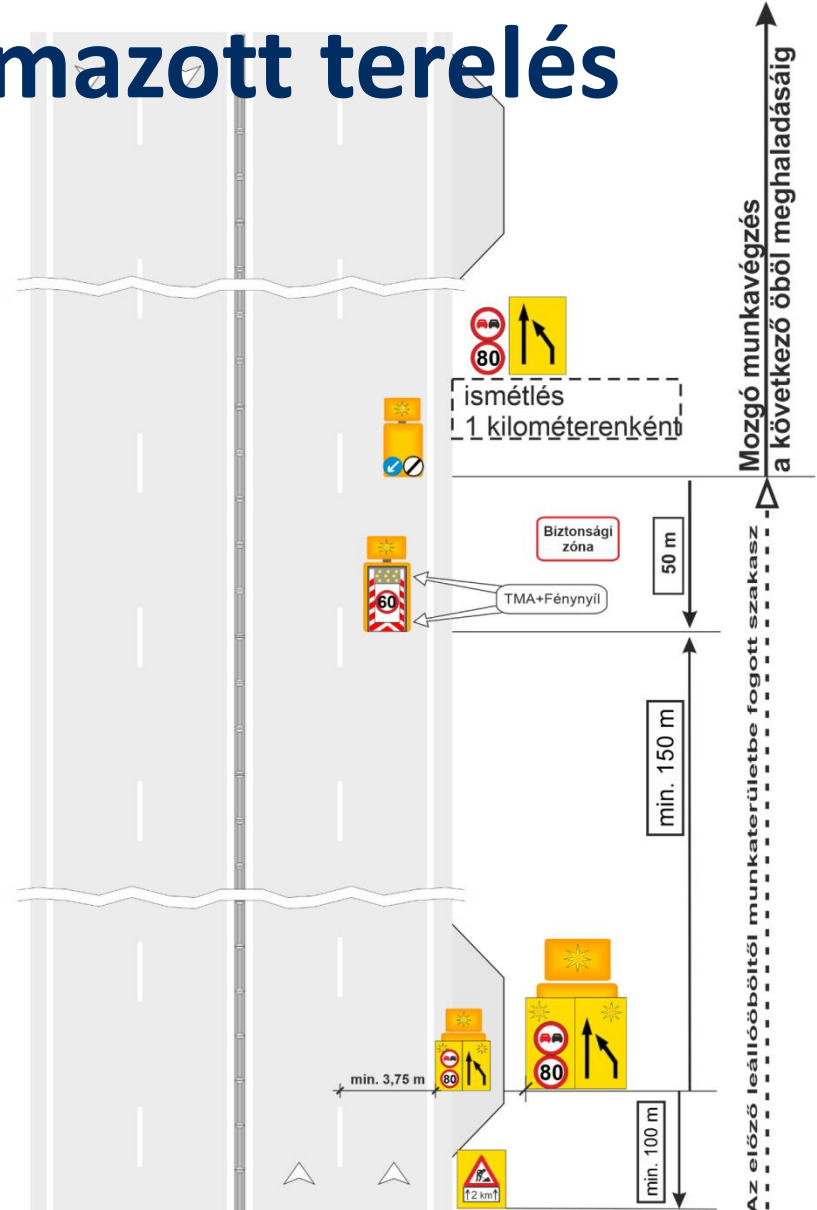 mazott terelés
80
ismétlés
1 kilométerenként
Mozgó munkavégzés
a következő öböl meghaladásáig
Biztonsági
zóna
50 m
60
TMA+Fénynyíl
min. 150 m
Az előző leállóöböltől munkaterületbe fogott szakasz
80
80
min. 3,75 m
min. 100 m
2 km